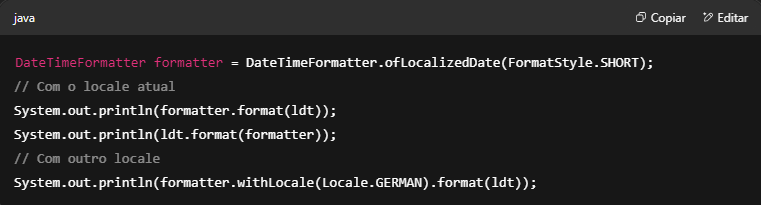 java
Copiar
Editar
DateTimeFormatter formatter = DateTimeFormatter.ofLocalizedDate(FormatStyle.SHORT);
// Com o locale atual
System.out.println(formatter.format(ldt));
System.out.println(ldt.format(formatter));
// Com outro locale
System.out.println(formatter.withLocale(Locale.GERMAN).format(ldt));